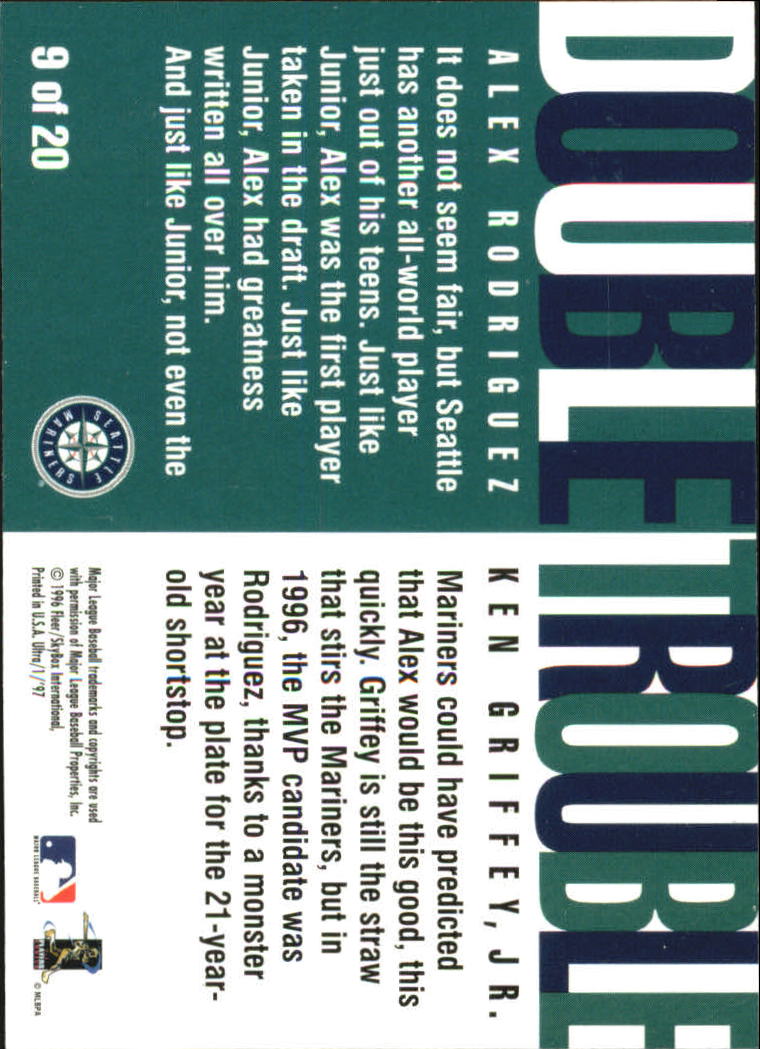 DOUBLE TROUBLE
ALEX RODRIGUEZ
It does not seem fair, but Seattle
has another all-world player
just out of his teens. Just like
Junior, Alex was the first player
taken in the draft. Just like
Junior, Alex had greatness
written all over him.
And just like Junior, not even the
9 of 20
SEATTLE
MARINERS
KEN GRIFFEY, JR.
Mariners could have predicted
that Alex would be this good, this
quickly. Griffey is still the straw
that stirs the Mariners, but in
1996, the MVP candidate was
Rodriguez, thanks to a monster
year at the plate for the 21-year-
old shortstop.
Major League Baseball trademarks and copyrights are used
with permission of Major League Baseball Properties, Inc.
© 1996 Fleer/SkyBox International,
Printed in U.S.A. Ultra/1/'97
MAJOR LEAGUE BASEBALL
© MLBPA